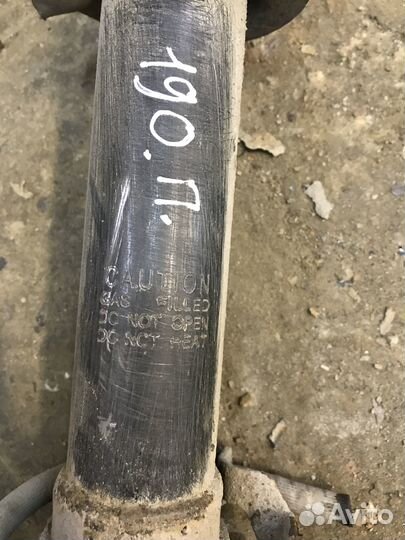 190.П.
CAUTION
GAS FILLED
DO NOT OPEN
DO NOT HEAT
Avito